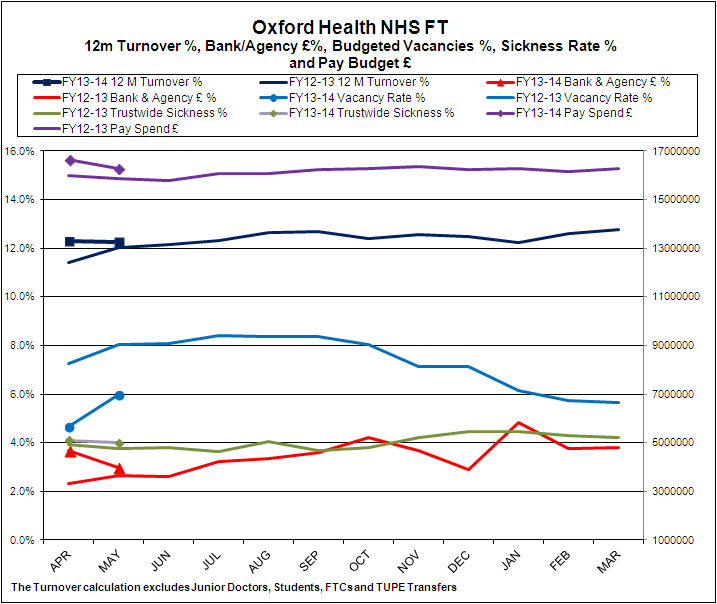 Oxford Health NHS FT
12m Turnover %, Bank/Agency £%, Budgeted Vacancies %, Sickness Rate %
and Pay Budget £
FY13-14 12 M Turnover % FY12-13 12 M Turnover % FY13-14 Bank & Agency £ %
FY12-13 Bank & Agency £ % FY13-14 Vacancy Rate % FY12-13 Vacancy Rate %
FY12-13 Trustwide Sickness % FY13-14 Trustwide Sickness % FY13-14 Pay Spend £
FY12-13 Pay Spend £
16.0% 17000000
14.0% 15000000
12.0% 13000000
10.0% 11000000
8.0% 9000000
6.0% 7000000
4.0% 5000000
2.0% 3000000
0.0% 1000000
APR MAY JUN JUL AUG SEP OCT NOV DEC JAN FEB MAR
The Turnover calculation excludes Junior Doctors, Students, FTCs and TUPE Transfers